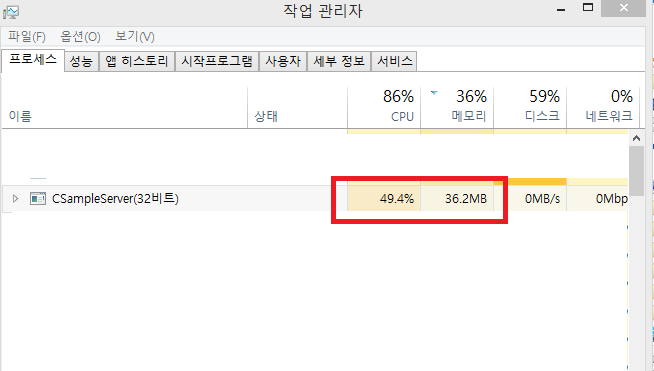 작업 관리자
파일(F) 옵션(O) 보기(V)
프로세스 성능 앱 히스토리 시작프로그램 사용자 세부 정보 서비스
86% 36% 59% 0%
이름 상태 CPU 메모리 디스크 네트워크
CSampleServer(32비트) 49.4% 36.2MB 0MB/s 0Mbp